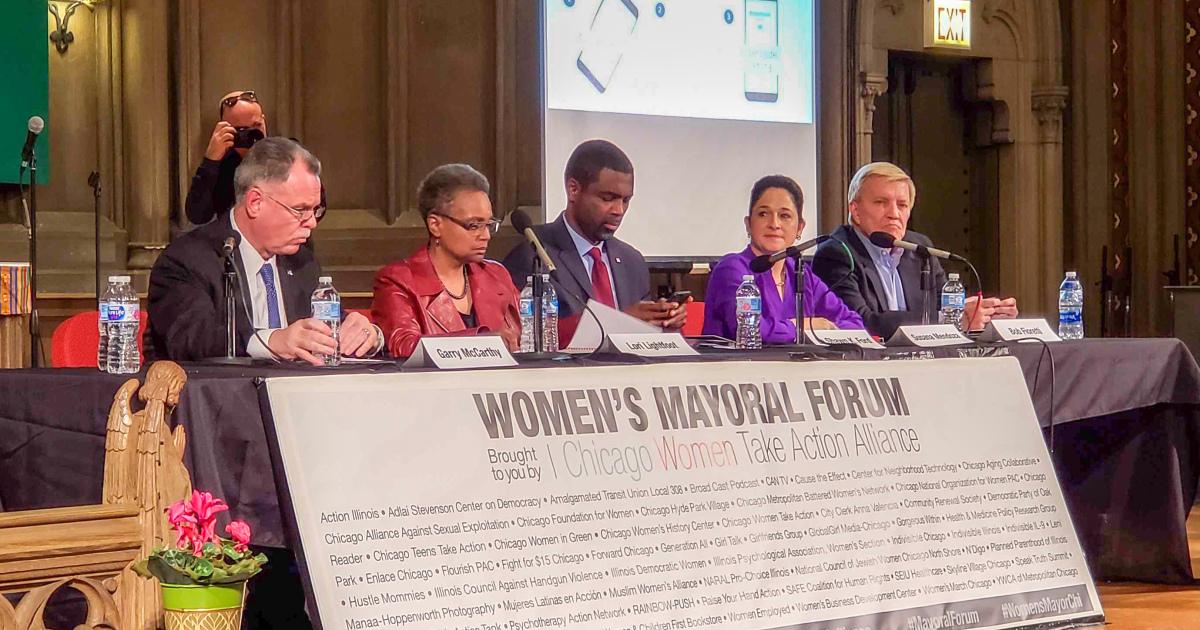 EXIT
2
3
Garry McCarthy
Lori Lightfoot
Ford
Susana Mendoza
Bob Fioretti
WOMEN'S MAYORAL FORUM
Brought to you by | Chicago Women Take Action Alliance
Action Illinois • Adlai Stevenson Center on Democracy • Amalgamated Transit Union Local 308 • Broad Cast Podcast • CAN TV • Cause the Effect • Center for Neighborhood Technology • Chicago Aging Collaborative •
Chicago Alliance Against Sexual Exploitation • Chicago Foundation for Women • Chicago Hyde Park Village • Chicago Metropolitan Battered Women's Network • Chicago National Organization for Women PAC • Chicago
Reader • Chicago Teens Take Action • Chicago Women in Green • Chicago Women's History Center • Chicago Women Take Action • City Clerk Anna Valencia • Community Renewal Society • Democratic Party of Oak
Park • Enlace Chicago • Flourish PAC • Fight for $15 Chicago • Forward Chicago • Generation All • Girl Talk • Girlfriends Group • GlobalGirl Media-Chicago • Gorgeous Within • Health & Medicine Policy Research Group
• Hustle Mommies • Illinois Council Against Handgun Violence • Illinois Democratic Women • Illinois Psychological Association, Women's Section • Indivisible Chicago • Indivisible Illinois • Indivisible IL-9 • Leni
Manaa-Hopperworth Photography • Mujeres Latinas en Acción • Muslim Women's Alliance • NARAL Pro-Choice Illinois • National Council of Jewish Women Chicago North Shore • N'Digo • Planned Parenthood of Illinois
Action Tank • Psychotherapy Action Network • RAINBOW-PUSH • Raise Your Hand Action • SAFE Coalition for Human Rights • SEIU Healthcare • Skyline Village Chicago • Speak Truth Summit •
& Children First Bookstore • Women Employed • Women's Business Development Center • Women's March Chicago • YWCA of Metropolitan Chicago
#MayoralForum #WomensMayorChi